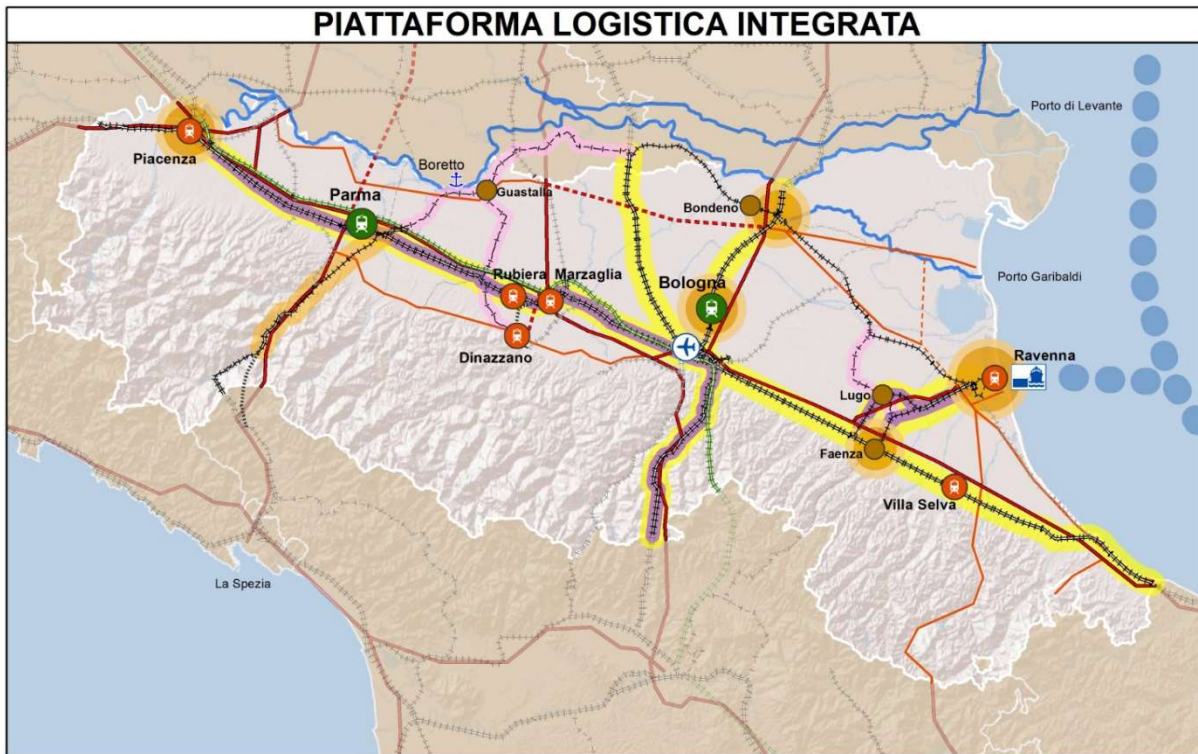 PIATTAFORMA LOGISTICA INTEGRATA
Porto di Levante
Piacenza
Boretto
Guastalla
Parma
Bondeno
Rubiera
Marzaglia
Bologna
Porto Garibaldi
Dinazzano
Ravenna
Lugo
Faenza
Villa Selva
La Spezia